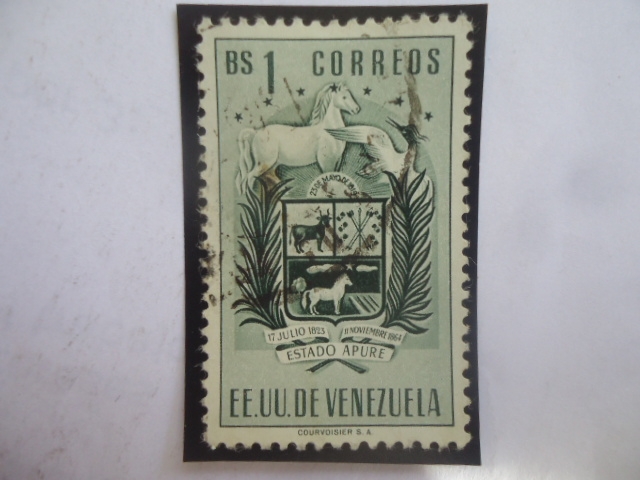 BS 1 CORREOS
17 JULIO 1823
11 NOVIEMBRE 1864
ESTADO APURE
EE.UU.DE VENEZUELA
COURVOISIER S. A.